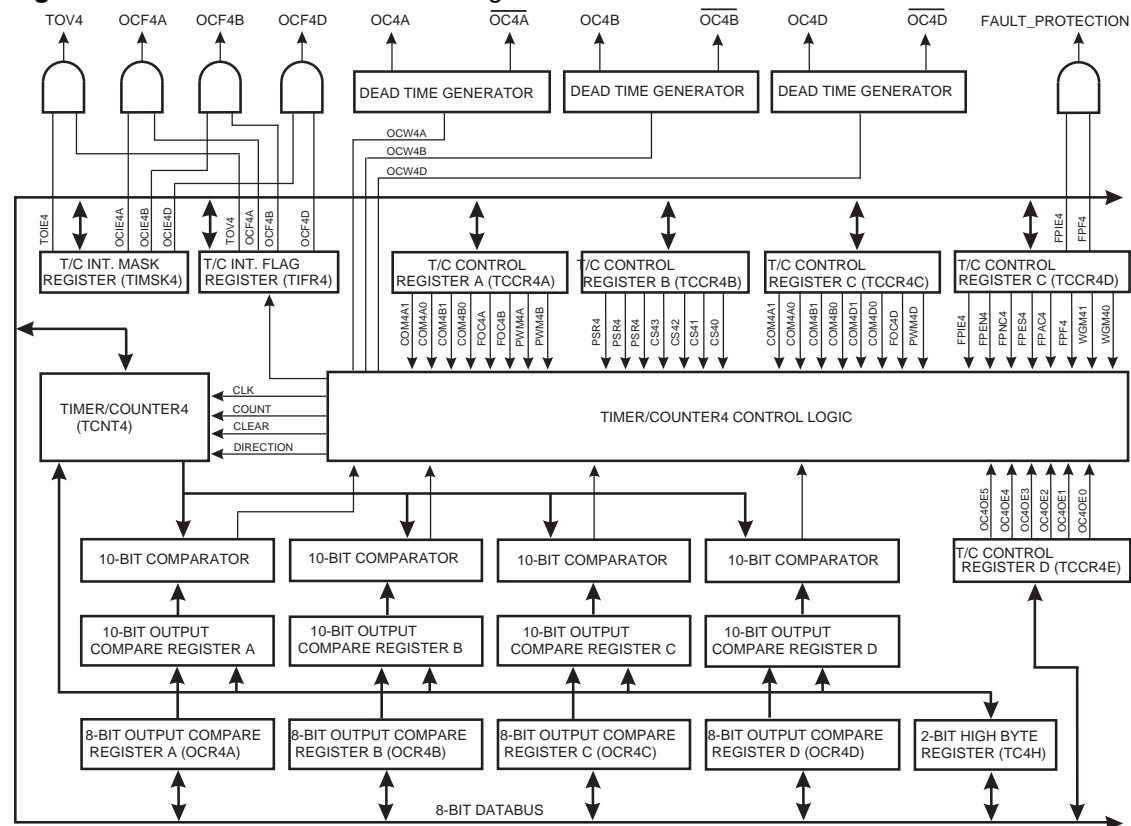 TOV4 OCF4A OCF4B OCF4D OC4A OC4A OC4B OC4B OC4D OC4D FAULT_PROTECTION
DEAD TIME GENERATOR DEAD TIME GENERATOR DEAD TIME GENERATOR
OCW4A
OCW4B
OCW4D
TOIE4 OCIE4A OCIE4B OCIE4D TOV4 OCF4A OCF4B OCF4D FPIE4 FPF4
T/C INT. MASK
REGISTER (TIMSK4)
T/C INT. FLAG
REGISTER (TIFR4)
T/C CONTROL
REGISTER A (TCCR4A)
T/C CONTROL
REGISTER B (TCCR4B)
T/C CONTROL
REGISTER C (TCCR4C)
T/C CONTROL
REGISTER C (TCCR4D)
COM4A1 COM4A0 COM4B1 COM4B0 FOC4A FOC4B PWM4A PWM4B
PSR4 PSR4 PSR4 CS43 CS42 CS41 CS40
COM4A1 COM4A0 COM4B1 COM4B0 COM4D1 COM4D0 FOC4D PWM4D
FPIE4 FPEN4 FPNC4 FPES4 FPAC4 FPF4 WGM41 WGM40
TIMER/COUNTER4
(TCNT4)
CLK
COUNT
CLEAR
DIRECTION
TIMER/COUNTER4 CONTROL LOGIC
OC4OE5 OC4OE4 OC4OE3 OC4OE2 OC4OE1 OC4OE0
10-BIT COMPARATOR 10-BIT COMPARATOR 10-BIT COMPARATOR 10-BIT COMPARATOR
T/C CONTROL
REGISTER D (TCCR4E)
10-BIT OUTPUT
COMPARE REGISTER A
10-BIT OUTPUT
COMPARE REGISTER B
10-BIT OUTPUT
COMPARE REGISTER C
10-BIT OUTPUT
COMPARE REGISTER D
8-BIT OUTPUT COMPARE
REGISTER A (OCR4A)
8-BIT OUTPUT COMPARE
REGISTER B (OCR4B)
8-BIT OUTPUT COMPARE
REGISTER C (OCR4C)
8-BIT OUTPUT COMPARE
REGISTER D (OCR4D)
2-BIT HIGH BYTE
REGISTER (TC4H)
8-BIT DATABUS